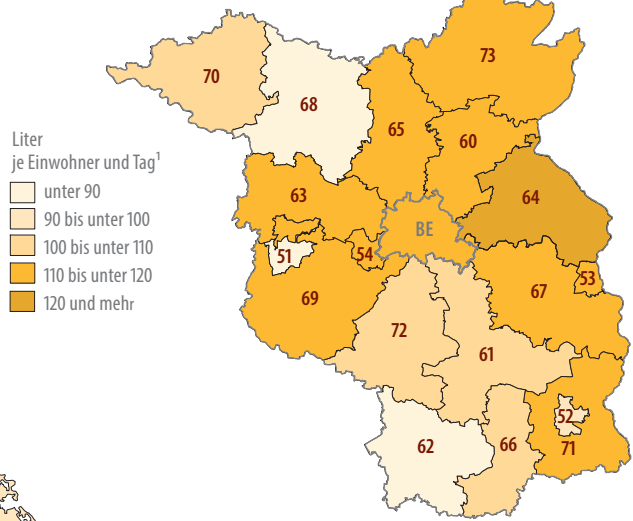 73
70
68
65
60
Liter
je Einwohner und Tag¹
unter 90
90 bis unter 100
100 bis unter 110
110 bis unter 120
120 und mehr
63
64
BE
51
54
53
69
67
72
61
52
62
66
71